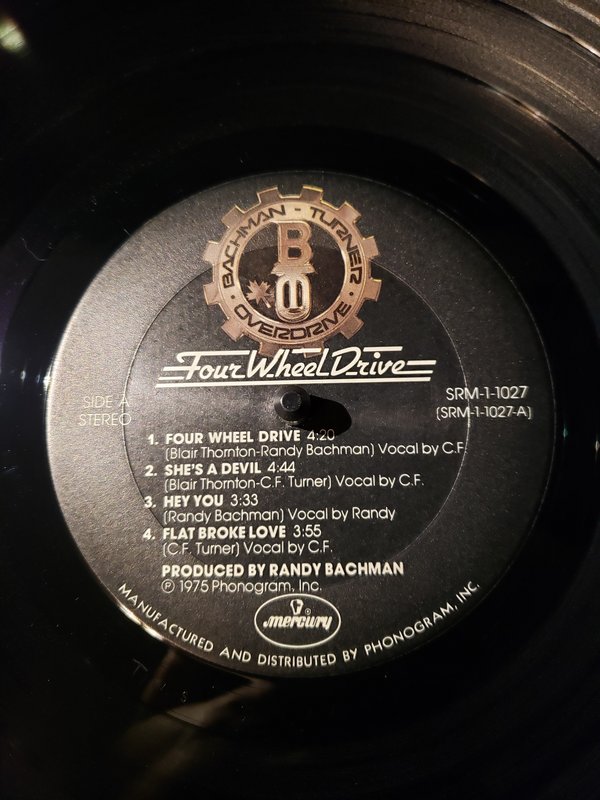 BACHMAN - TURNER
B
OVERDRIVE
Four Wheel Drive
SIDE A
STEREO
SRM-1-1027
(SRM-1-1027-A)
1. FOUR WHEEL DRIVE 4:20
(Blair Thornton-Randy Bachman) Vocal by C.F.
2. SHE'S A DEVIL 4:44
(Blair Thornton-C.F. Turner) Vocal by C.F.
3. HEY YOU 3:33
(Randy Bachman) Vocal by Randy
4. FLAT BROKE LOVE 3:55
(C.F. Turner) Vocal by C.F.
PRODUCED BY RANDY BACHMAN
℗ 1975 Phonogram, Inc.
mercury ®
MANUFACTURED AND DISTRIBUTED BY PHONOGRAM, INC.